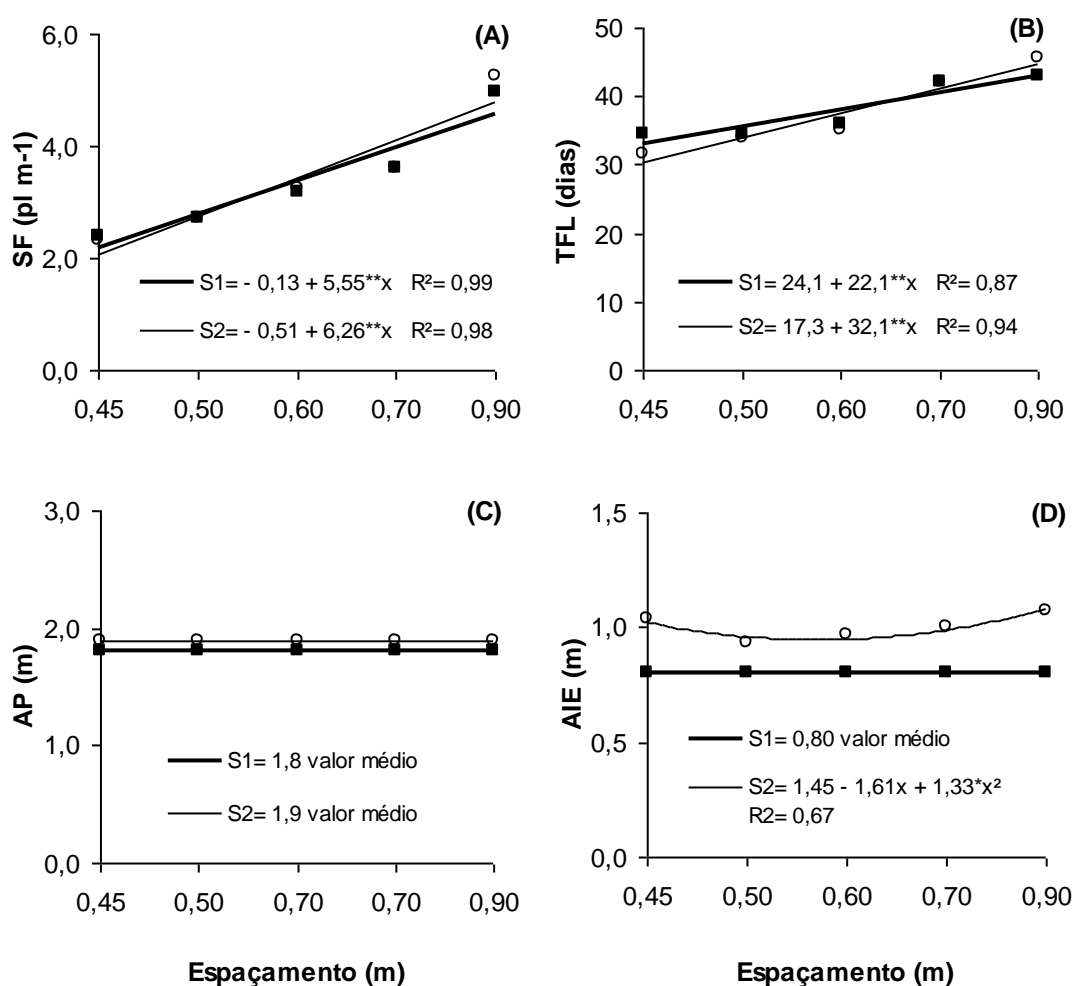 (A)
SF (pl m-1)
6,0
4,0
2,0
0,0
S1= - 0,13 + 5,55**x R²= 0,99
S2= - 0,51 + 6,26**x R²= 0,98
0,45 0,50 0,60 0,70 0,90
(B)
TFL (dias)
50
40
30
20
10
0
S1= 24,1 + 22,1**x R²= 0,87
S2= 17,3 + 32,1**x R²= 0,94
0,45 0,50 0,60 0,70 0,90
(C)
AP (m)
3,0
2,0
1,0
0,0
S1= 1,8 valor médio
S2= 1,9 valor médio
0,45 0,50 0,70 0,70 0,90
Espaçamento (m)
(D)
AIE (m)
1,5
1,0
0,5
0,0
S1= 0,80 valor médio
S2= 1,45 - 1,61x + 1,33*x²
R2= 0,67
0,45 0,50 0,60 0,70 0,90
Espaçamento (m)